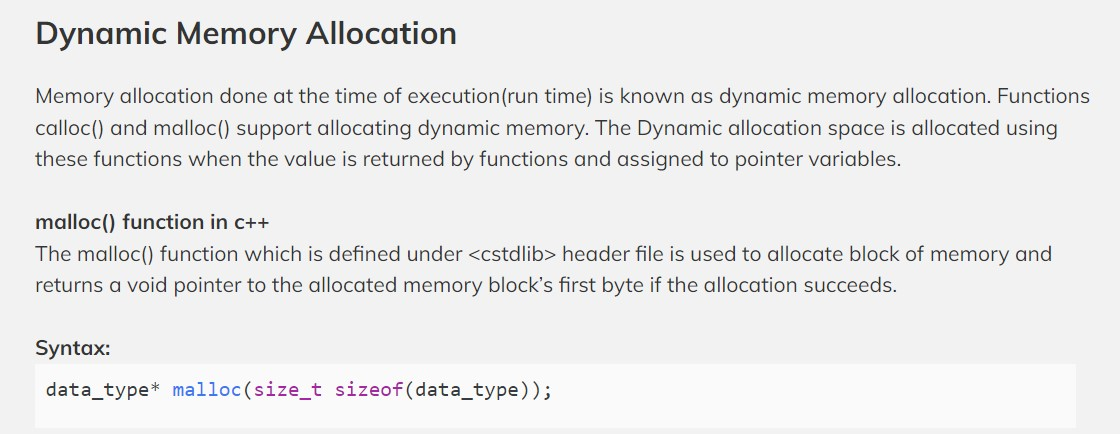 Dynamic Memory Allocation
Memory allocation done at the time of execution(run time) is known as dynamic memory allocation. Functions
calloc() and malloc() support allocating dynamic memory. The Dynamic allocation space is allocated using
these functions when the value is returned by functions and assigned to pointer variables.
malloc() function in c++
The malloc() function which is defined under <cstdlib> header file is used to allocate block of memory and
returns a void pointer to the allocated memory block’s first byte if the allocation succeeds.
Syntax:
data_type* malloc(size_t sizeof(data_type));